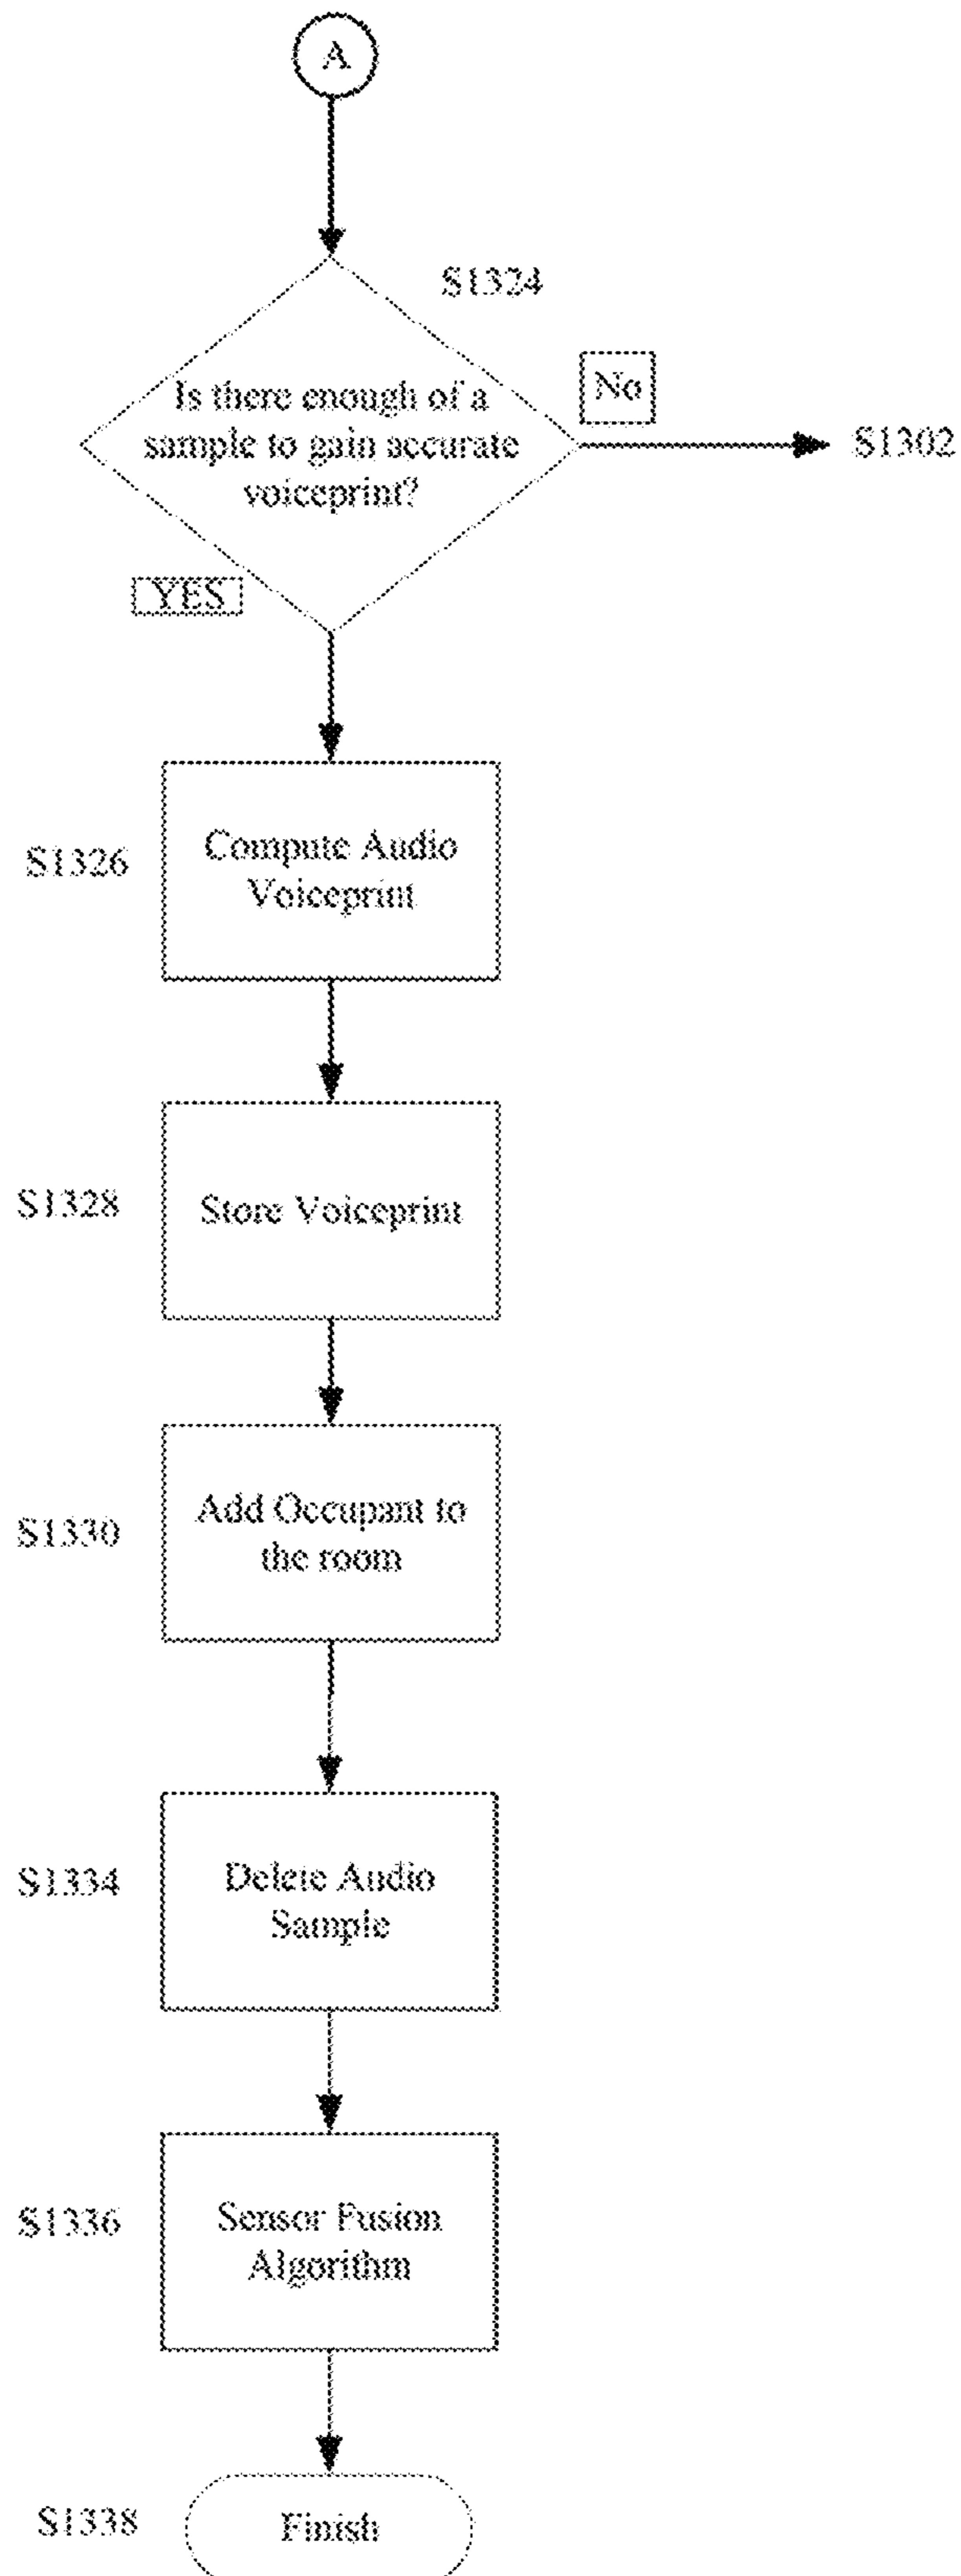 A
S1324
Is there enough of a
sample to gain accurate
voiceprint?
No
S1302
YES
S1326
Compute Audio
Voiceprint
S1328
Store Voiceprint
S1330
Add Occupant to
the room
S1334
Delete Audio
Sample
S1336
Sensor Fusion
Algorithm
S1338
Finish